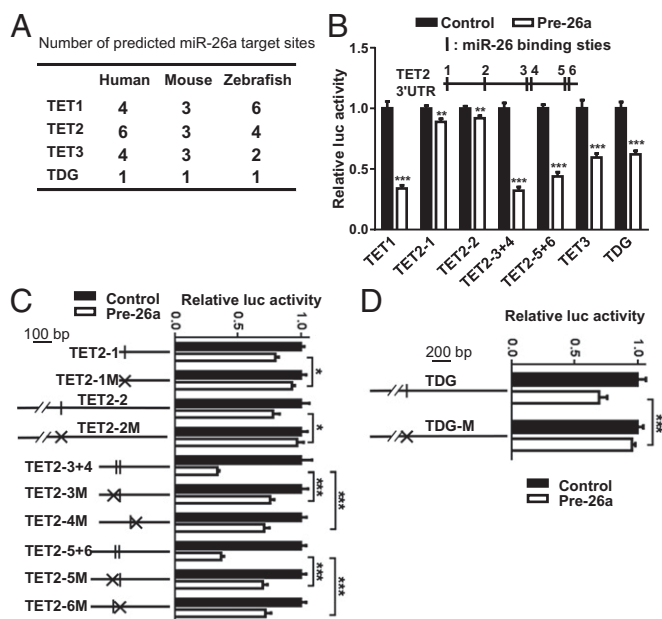 A
Number of predicted miR-26a target sites
Human Mouse Zebrafish
TET1 4 3 6
TET2 6 3 4
TET3 4 3 2
TDG 1 1 1
B
Control Pre-26a
: miR-26 binding sties
TET2 3'UTR
1 2 3 4 5 6
Relative luc activity
1.5
1.0
0.5
0.0
*** ** ** *** *** *** ***
TET1 TET2-1 TET2-2 TET2-3+4 TET2-5+6 TET3 TDG
C
Control
Pre-26a
Relative luc activity
0.0 0.5 1.0
100 bp
TET2-1
TET2-1M
*
TET2-2
TET2-2M
*
TET2-3+4
TET2-3M
***
TET2-4M
***
TET2-5+6
TET2-5M
***
TET2-6M
***
D
Relative luc activity
0.0 0.5 1.0
200 bp
TDG
TDG-M
***
Control
Pre-26a